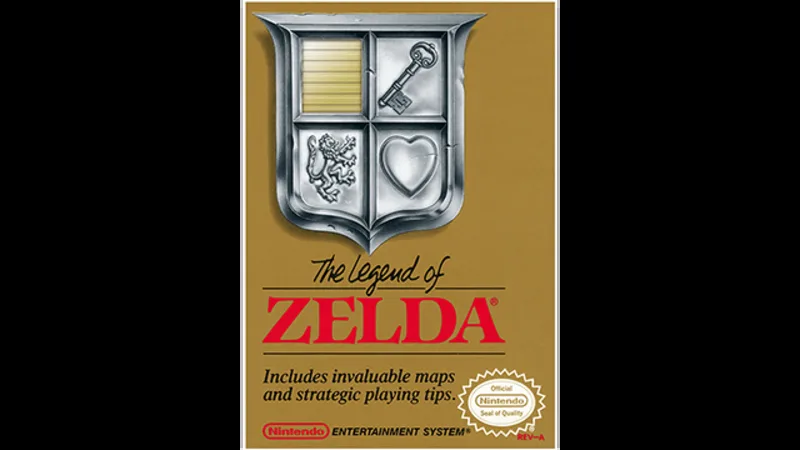 The Legend of
ZELDA®
Includes invaluable maps
and strategic playing tips.
Official
Nintendo
Seal of Quality
Nintendo® ENTERTAINMENT SYSTEM®
REV-A